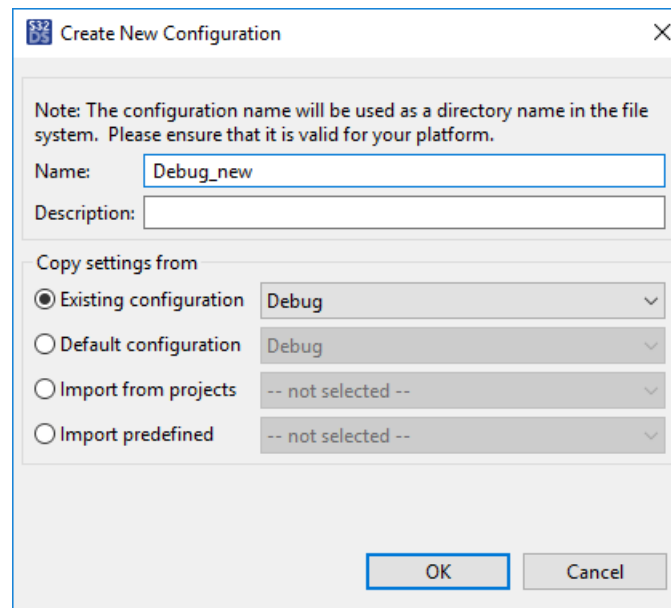 S32
DS
Create New Configuration
Note: The configuration name will be used as a directory name in the file
system.  Please ensure that it is valid for your platform.
Name:
Debug_new
Description:
Copy settings from
Existing configuration
Debug
Default configuration
Debug
Import from projects
-- not selected --
Import predefined
-- not selected --
OK
Cancel